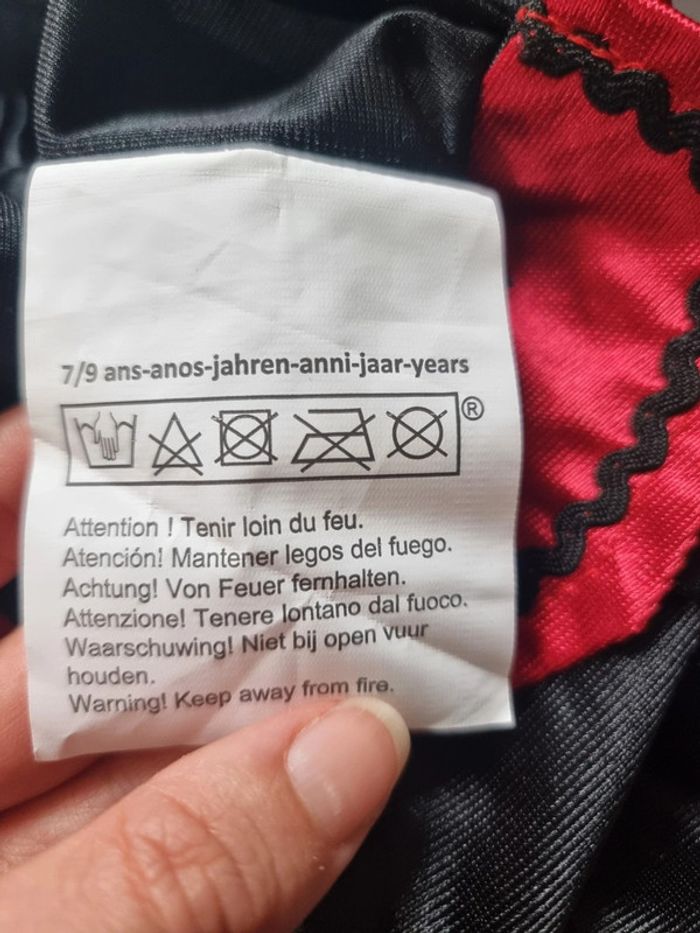 7/9 ans-anos-jahren-anni-jaar-years
®
Attention ! Tenir loin du feu.
Atención! Mantener legos del fuego.
Achtung! Von Feuer fernhalten.
Attenzione! Tenere lontano dal fuoco.
Waarschuwing! Niet bij open vuur
houden.
Warning! Keep away from fire.